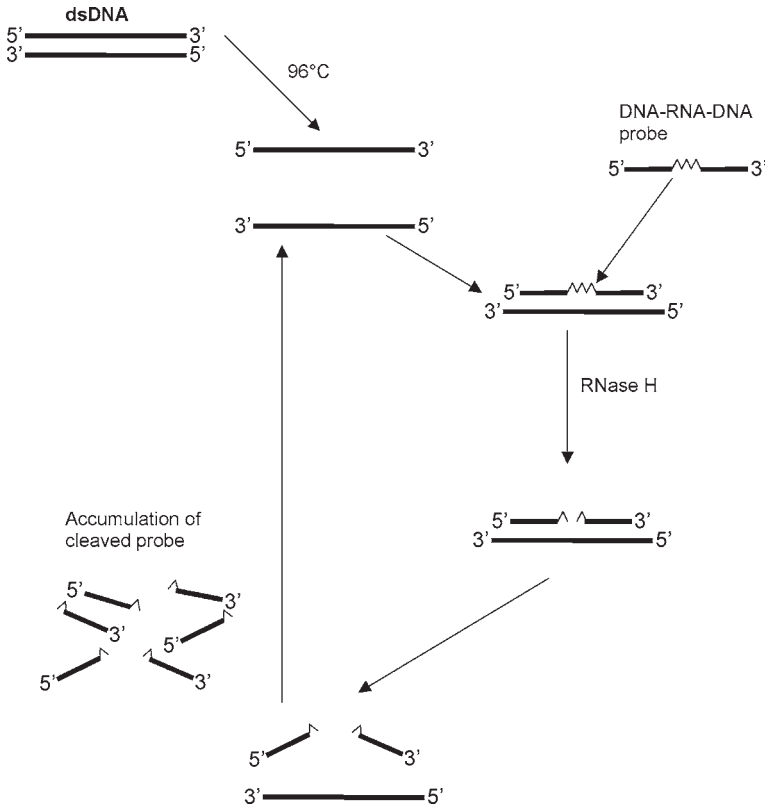 dsDNA
5’ 3’
3’ 5’
96°C
DNA-RNA-DNA
probe
5’ 3’
5’ 3’
3’ 5’
5’ 3’
3’ 5’
RNase H
5’ 3’
3’ 5’
Accumulation of
cleaved probe
5’
3’
3’
5’
5’
3’
5’ 3’
3’ 5’